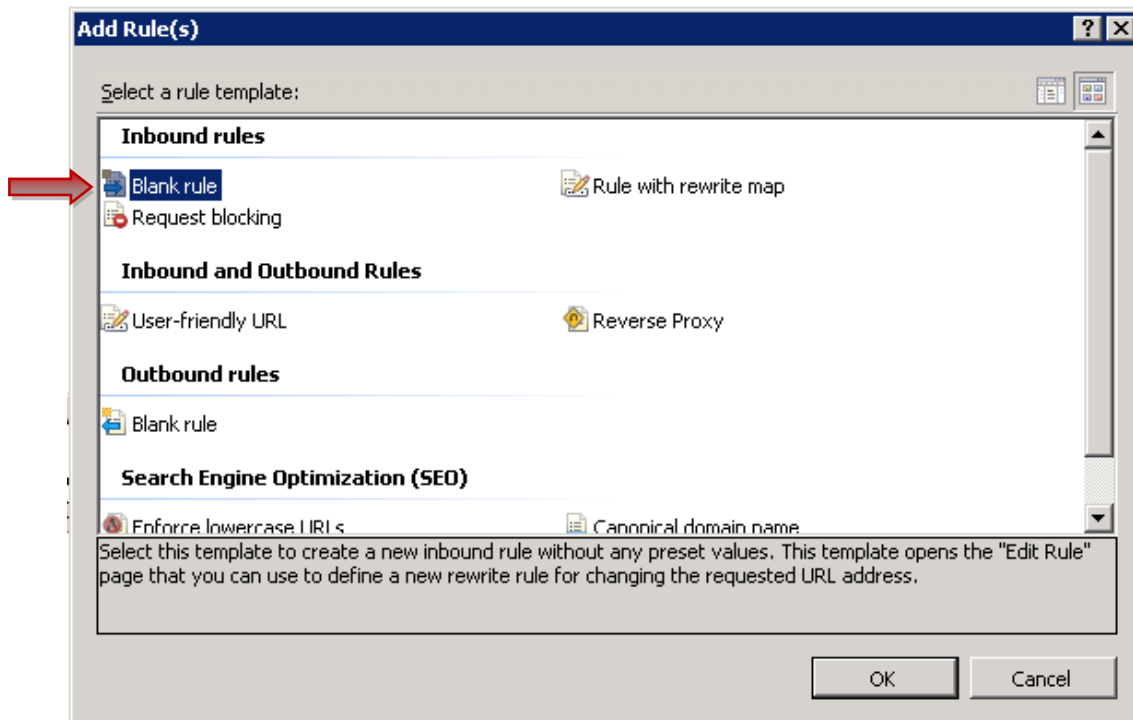 Add Rule(s)
Select a rule template:
Inbound rules
Blank rule
Rule with rewrite map
Request blocking
Inbound and Outbound Rules
User-friendly URL
Reverse Proxy
Outbound rules
Blank rule
Search Engine Optimization (SEO)
Enforce lowercase URLs
Canonical domain name
Select this template to create a new inbound rule without any preset values. This template opens the "Edit Rule"
page that you can use to define a new rewrite rule for changing the requested URL address.
OK
Cancel